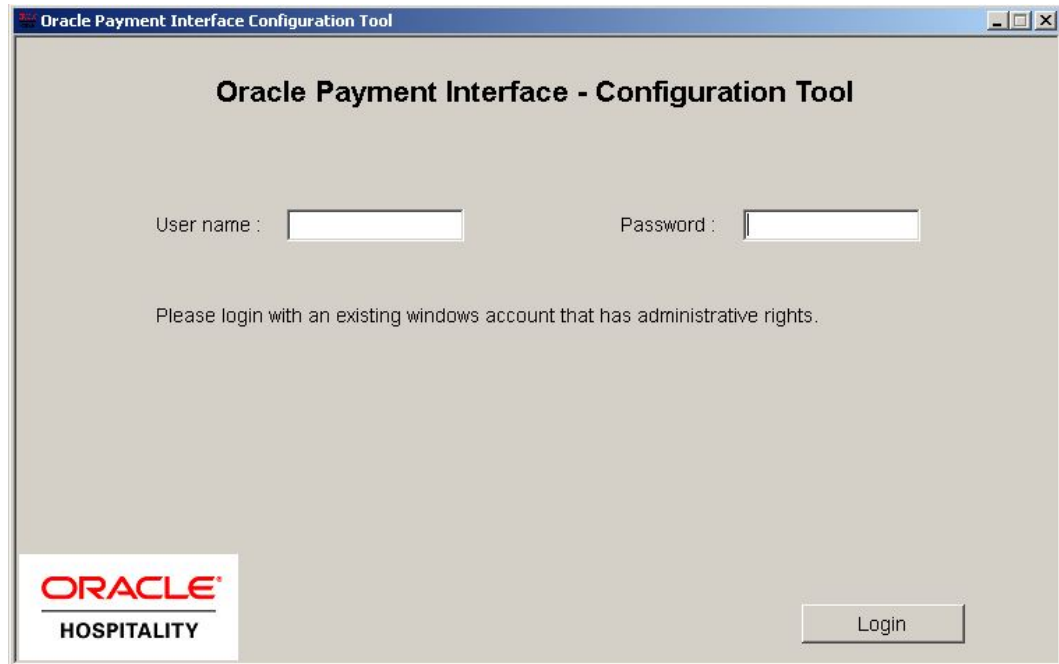 Oracle Payment Interface Configuration Tool
Oracle Payment Interface - Configuration Tool
User name :
Password :
Please login with an existing windows account that has administrative rights.
ORACLE®
HOSPITALITY
Login